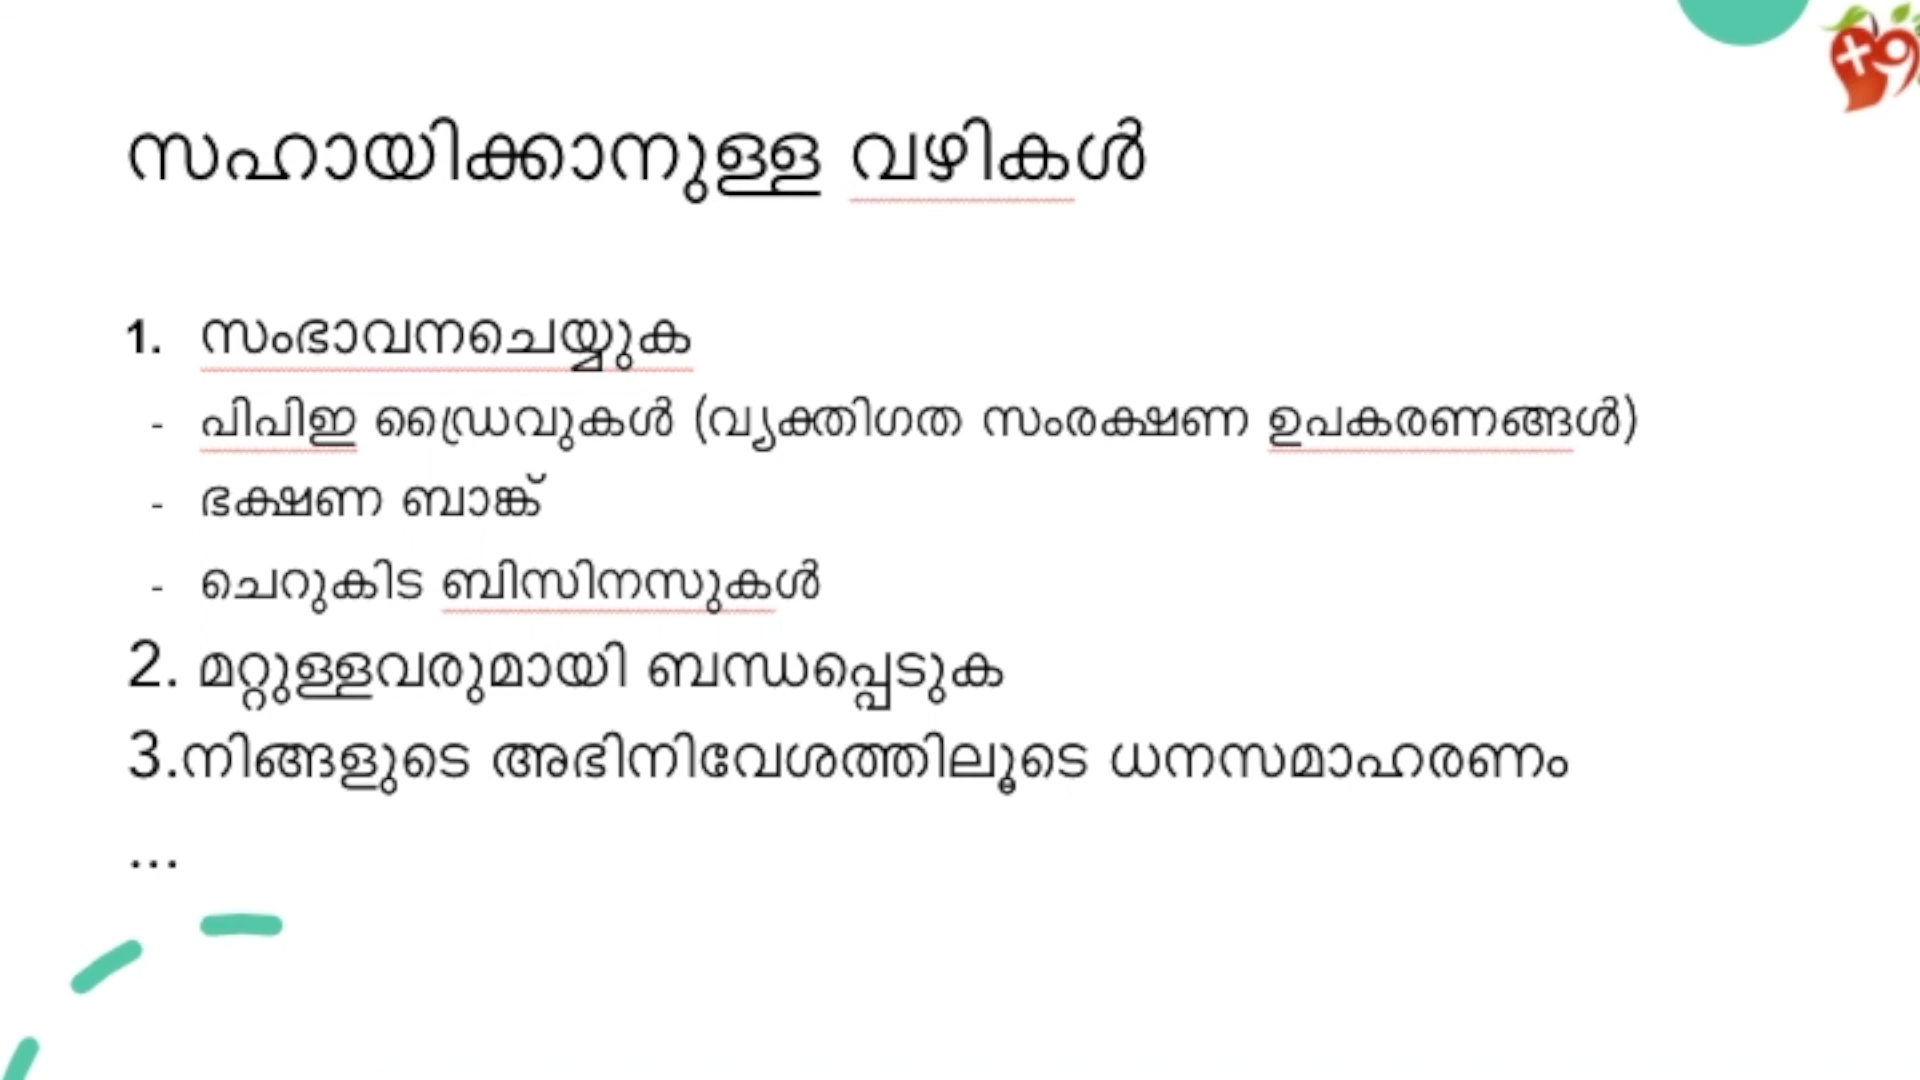 സഹായിക്കാനുള്ള വഴികൾ
1. സംഭാവനചെയ്യുക
- പിപിഇ ഡ്രൈവുകൾ (വ്യക്തിഗത സംരക്ഷണ ഉപകരണങ്ങൾ)
- ഭക്ഷണ ബാങ്ക്
- ചെറുകിട ബിസിനസുകൾ
2. മറ്റുള്ളവരുമായി ബന്ധപ്പെടുക
3.നിങ്ങളുടെ അഭിനിവേശത്തിലൂടെ ധനസമാഹരണം
...